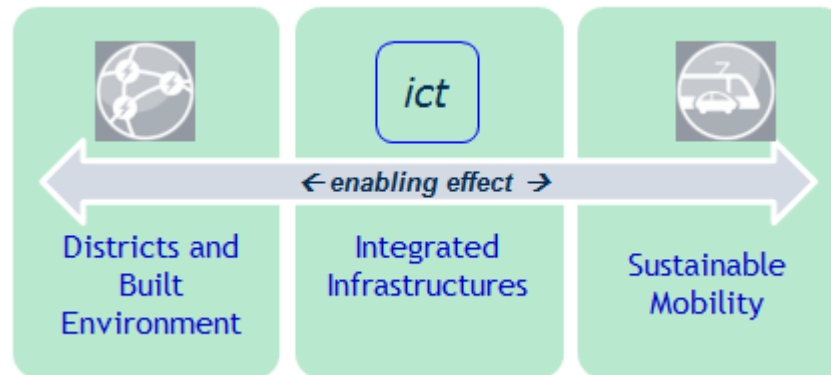 ict
← enabling effect →
Districts and
Built
Environment
Integrated
Infrastructures
Sustainable
Mobility